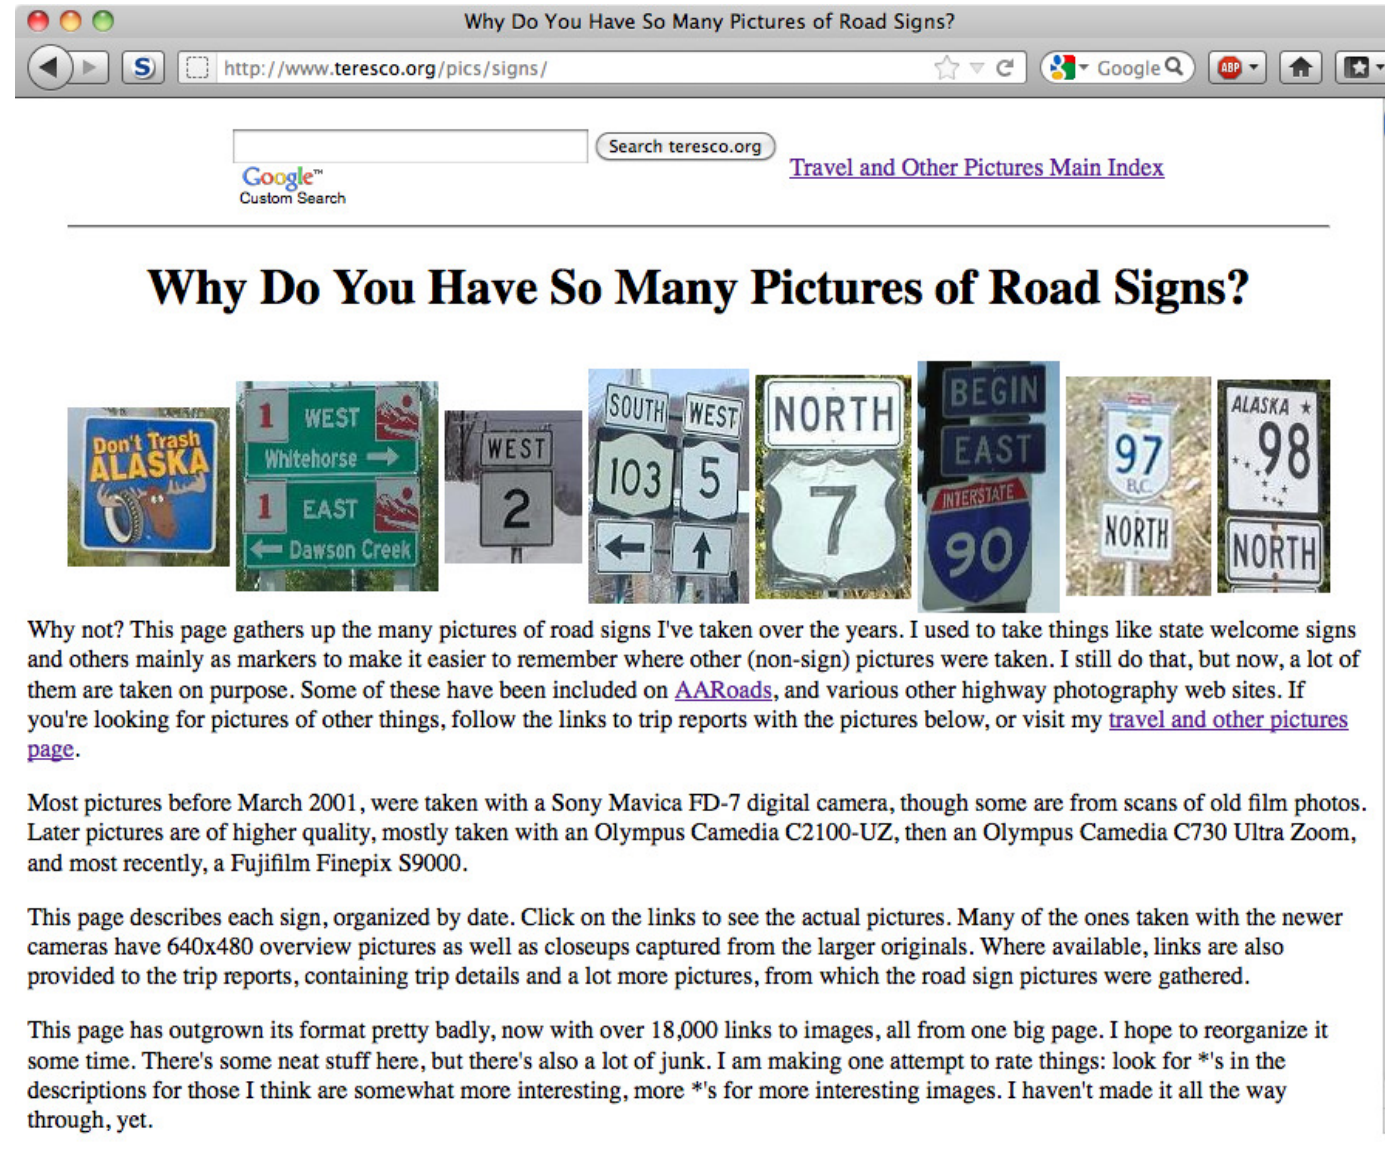 Why Do You Have So Many Pictures of Road Signs?
S
http://www.teresco.org/pics/signs/
Google
ABP
Search teresco.org
Google™
Custom Search
Travel and Other Pictures Main Index
Why Do You Have So Many Pictures of Road Signs?
Don't Trash
ALASKA
1 WEST
Whitehorse
1 EAST
Dawson Creek
WEST
2
SOUTH
103
WEST
5
NORTH
7
BEGIN
EAST
INTERSTATE
90
97
B.C.
NORTH
ALASKA
98
NORTH
Why not? This page gathers up the many pictures of road signs I've taken over the years. I used to take things like state welcome signs
and others mainly as markers to make it easier to remember where other (non-sign) pictures were taken. I still do that, but now, a lot of
them are taken on purpose. Some of these have been included on AARoads, and various other highway photography web sites. If
you're looking for pictures of other things, follow the links to trip reports with the pictures below, or visit my travel and other pictures
page.
Most pictures before March 2001, were taken with a Sony Mavica FD-7 digital camera, though some are from scans of old film photos.
Later pictures are of higher quality, mostly taken with an Olympus Camedia C2100-UZ, then an Olympus Camedia C730 Ultra Zoom,
and most recently, a Fujifilm Finepix S9000.
This page describes each sign, organized by date. Click on the links to see the actual pictures. Many of the ones taken with the newer
cameras have 640x480 overview pictures as well as closeups captured from the larger originals. Where available, links are also
provided to the trip reports, containing trip details and a lot more pictures, from which the road sign pictures were gathered.
This page has outgrown its format pretty badly, now with over 18,000 links to images, all from one big page. I hope to reorganize it
some time. There's some neat stuff here, but there's also a lot of junk. I am making one attempt to rate things: look for *'s in the
descriptions for those I think are somewhat more interesting, more *'s for more interesting images. I haven't made it all the way
through, yet.